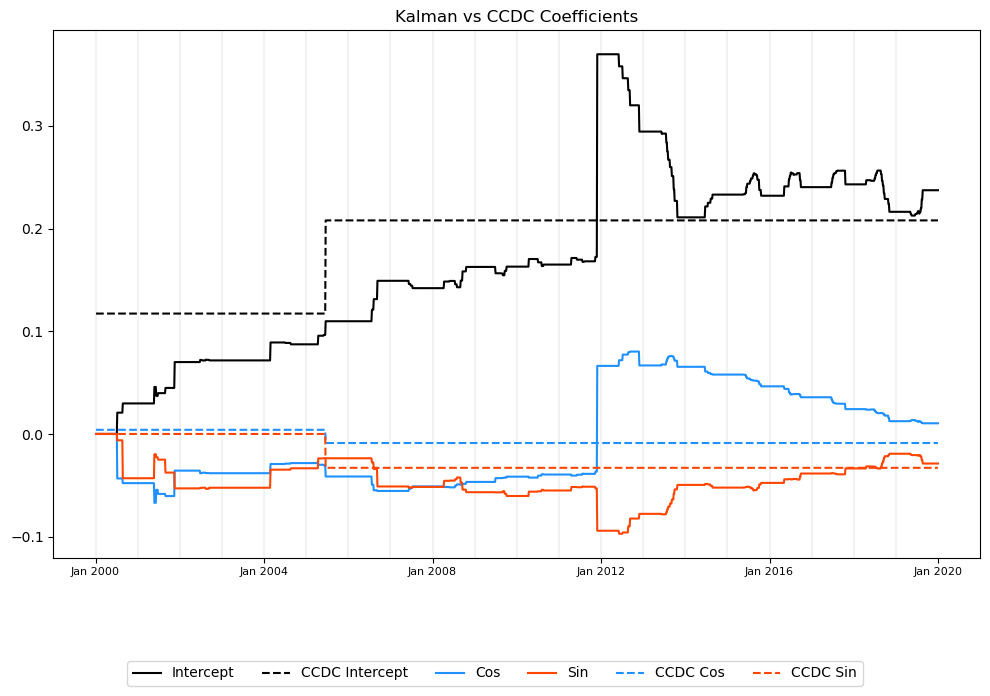 Kalman vs CCDC Coefficients
0.3
0.2
0.1
0.0
−0.1
Jan 2000 Jan 2004 Jan 2008 Jan 2012 Jan 2016 Jan 2020
Intercept CCDC Intercept Cos Sin CCDC Cos CCDC Sin